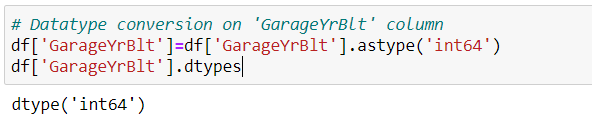 # Datatype conversion on 'GarageYrBlt' column
df['GarageYrBlt']=df['GarageYrBlt'].astype('int64')
df['GarageYrBlt'].dtypes
dtype('int64')